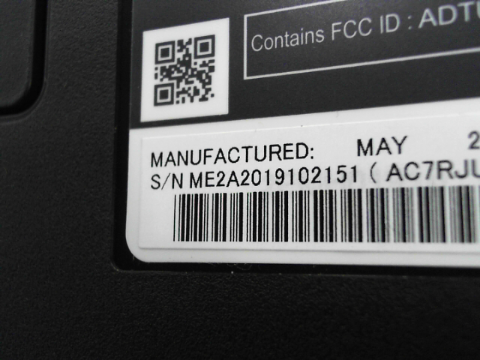 Contains FCC ID : ADTU
MANUFACTURED: MAY 2
S/N ME2A2019102151 ( AC7RJU